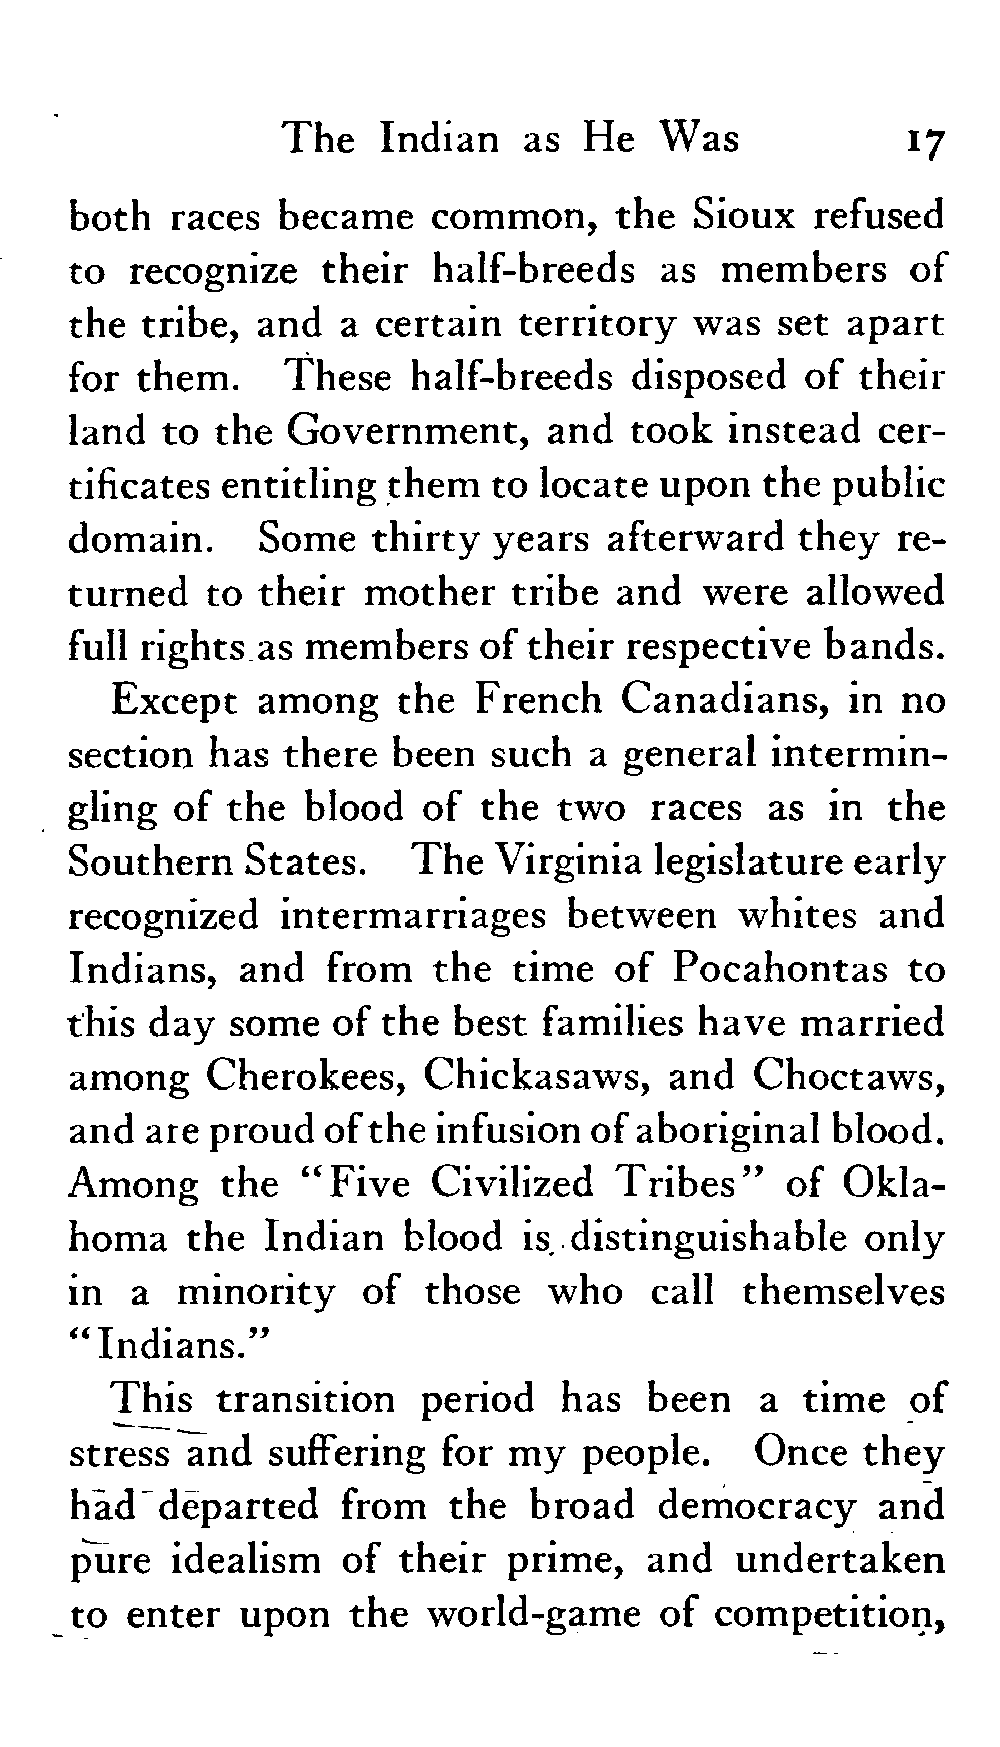 The Indian as He Was 17
both races became common, the Sioux refused
to recognize their half-breeds as members of
the tribe, and a certain territory was set apart
for them. These half-breeds disposed of their
land to the Government, and took instead cer-
tificates entitling them to locate upon the public
domain. Some thirty years afterward they re-
turned to their mother tribe and were allowed
full rights as members of their respective bands.
Except among the French Canadians, in no
section has there been such a general intermin-
gling of the blood of the two races as in the
Southern States. The Virginia legislature early
recognized intermarriages between whites and
Indians, and from the time of Pocahontas to
this day some of the best families have married
among Cherokees, Chickasaws, and Choctaws,
and are proud of the infusion of aboriginal blood.
Among the "Five Civilized Tribes" of Okla-
homa the Indian blood is distinguishable only
in a minority of those who call themselves
"Indians."
This transition period has been a time of
stress and suffering for my people. Once they
had departed from the broad democracy and
pure idealism of their prime, and undertaken
to enter upon the world-game of competition,